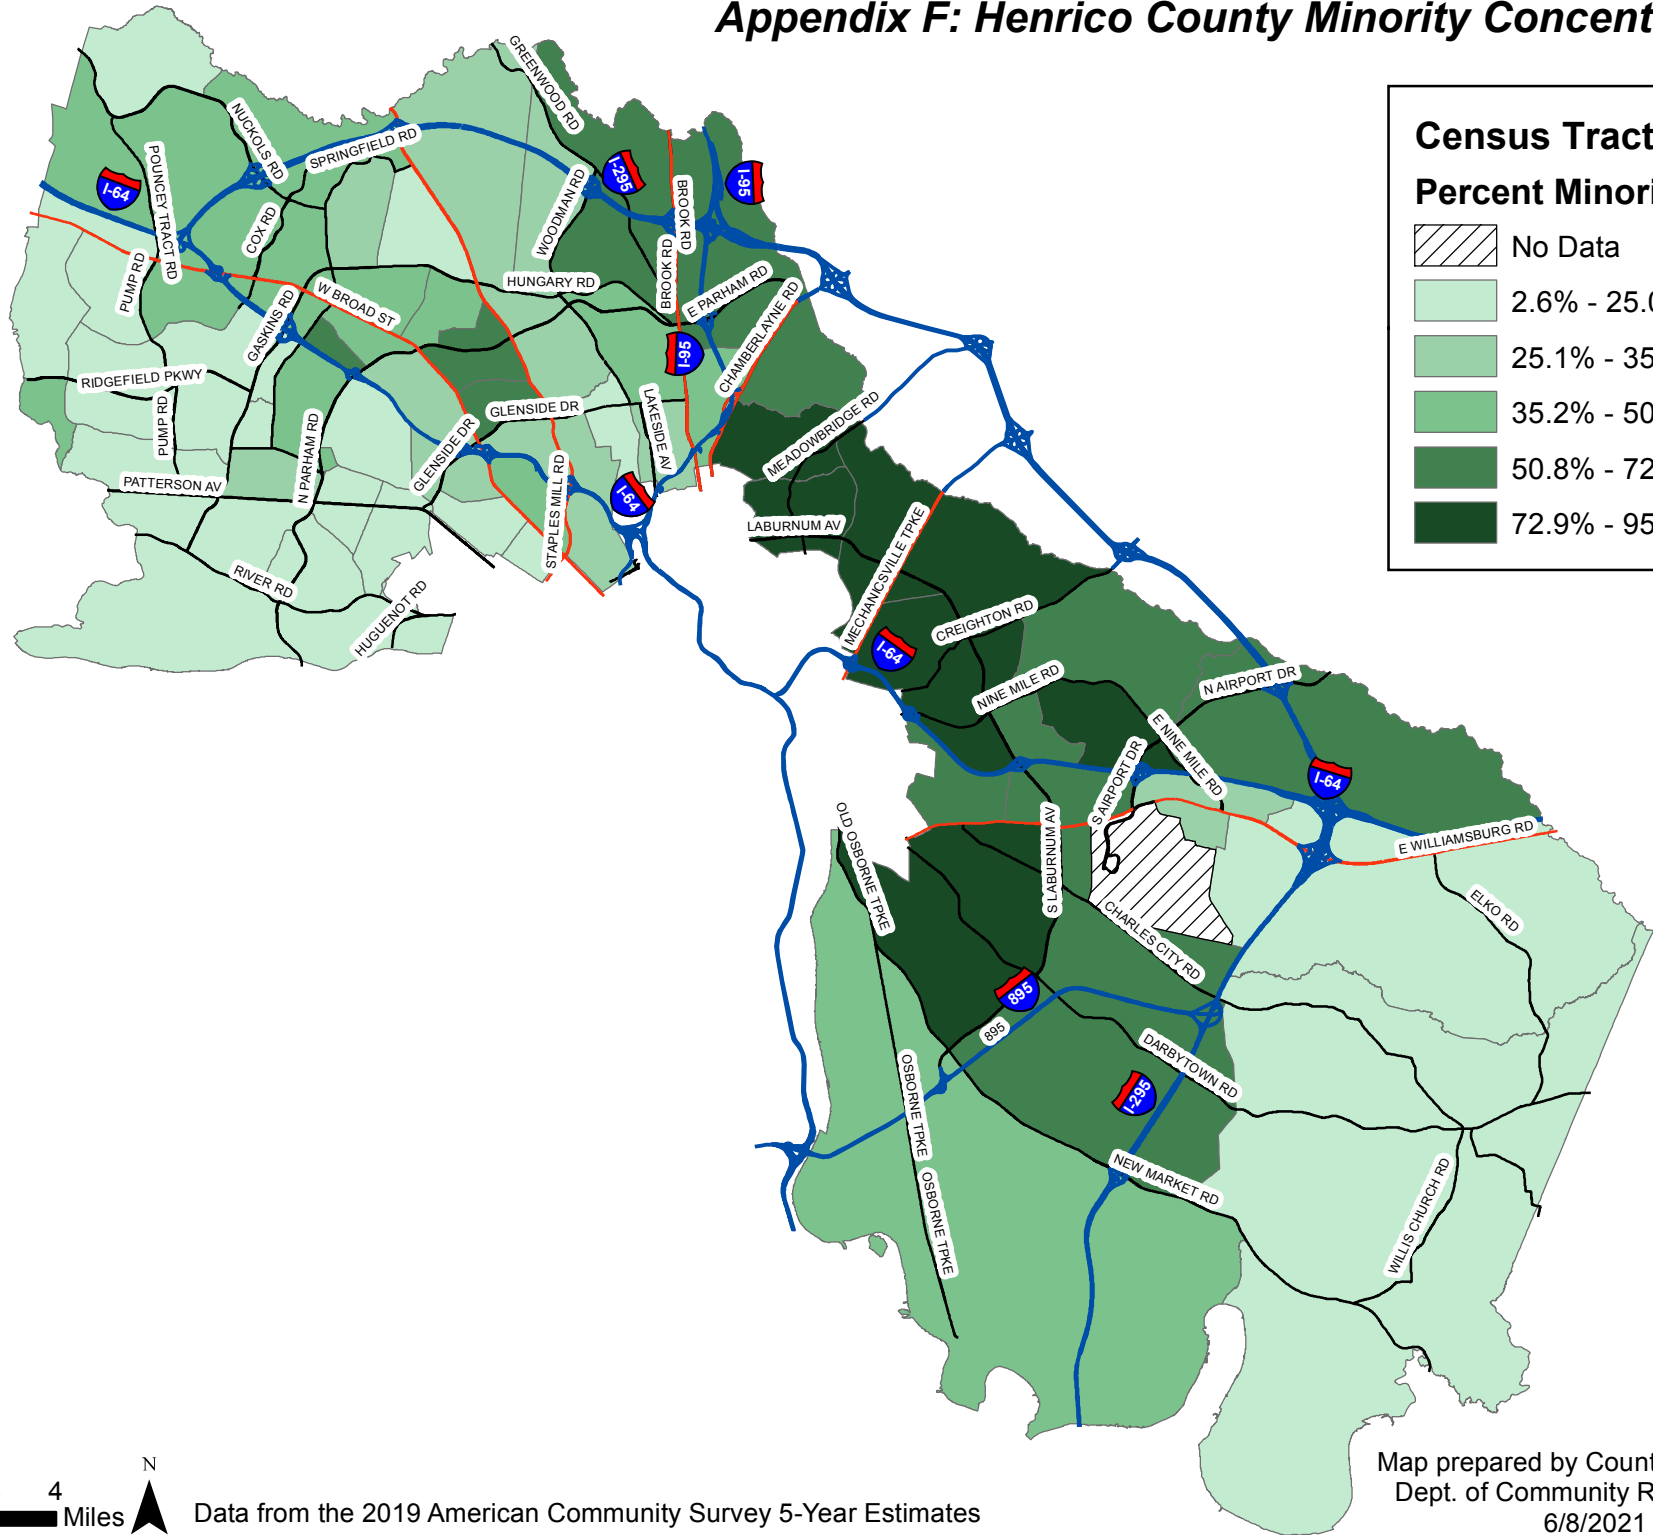 Appendix F: Henrico County Minority Concent
Census Tract
Percent Minori
No Data
2.6% - 25.0
25.1% - 35
35.2% - 50
50.8% - 72
72.9% - 95
GREENWOOD RD
NUCKOLS RD
SPRINGFIELD RD
POUNCEY TRACT RD
I-64
I-295
I-95
WOODMAN RD
BROOK RD
COX RD
PUMP RD
HUNGARY RD
BROOK RD
E PARHAM RD
W BROAD ST
GASKINS RD
CHAMBERLAYNE RD
I-95
RIDGEFIELD PKWY
PUMP RD
GLENSIDE DR
LAKESIDE AV
MEADOWBRIDGE RD
N PARHAM RD
GLENSIDE DR
PATTERSON AV
STAPLES MILL RD
I-64
LABURNUM AV
MECHANICSVILLE TPKE
RIVER RD
HUGUENOT RD
CREIGHTON RD
I-64
NINE MILE RD
N AIRPORT DR
E NINE MILE RD
S AIRPORT DR
I-64
OLD OSBORNE TPKE
S LABURNUM AV
E WILLIAMSBURG RD
ELKO RD
CHARLES CITY RD
895
895
DARBYTOWN RD
I-295
OSBORNE TPKE
NEW MARKET RD
OSBORNE TPKE
WILLIS CHURCH RD
4
Miles
N
Data from the 2019 American Community Survey 5-Year Estimates
Map prepared by Count
Dept. of Community R
6/8/2021